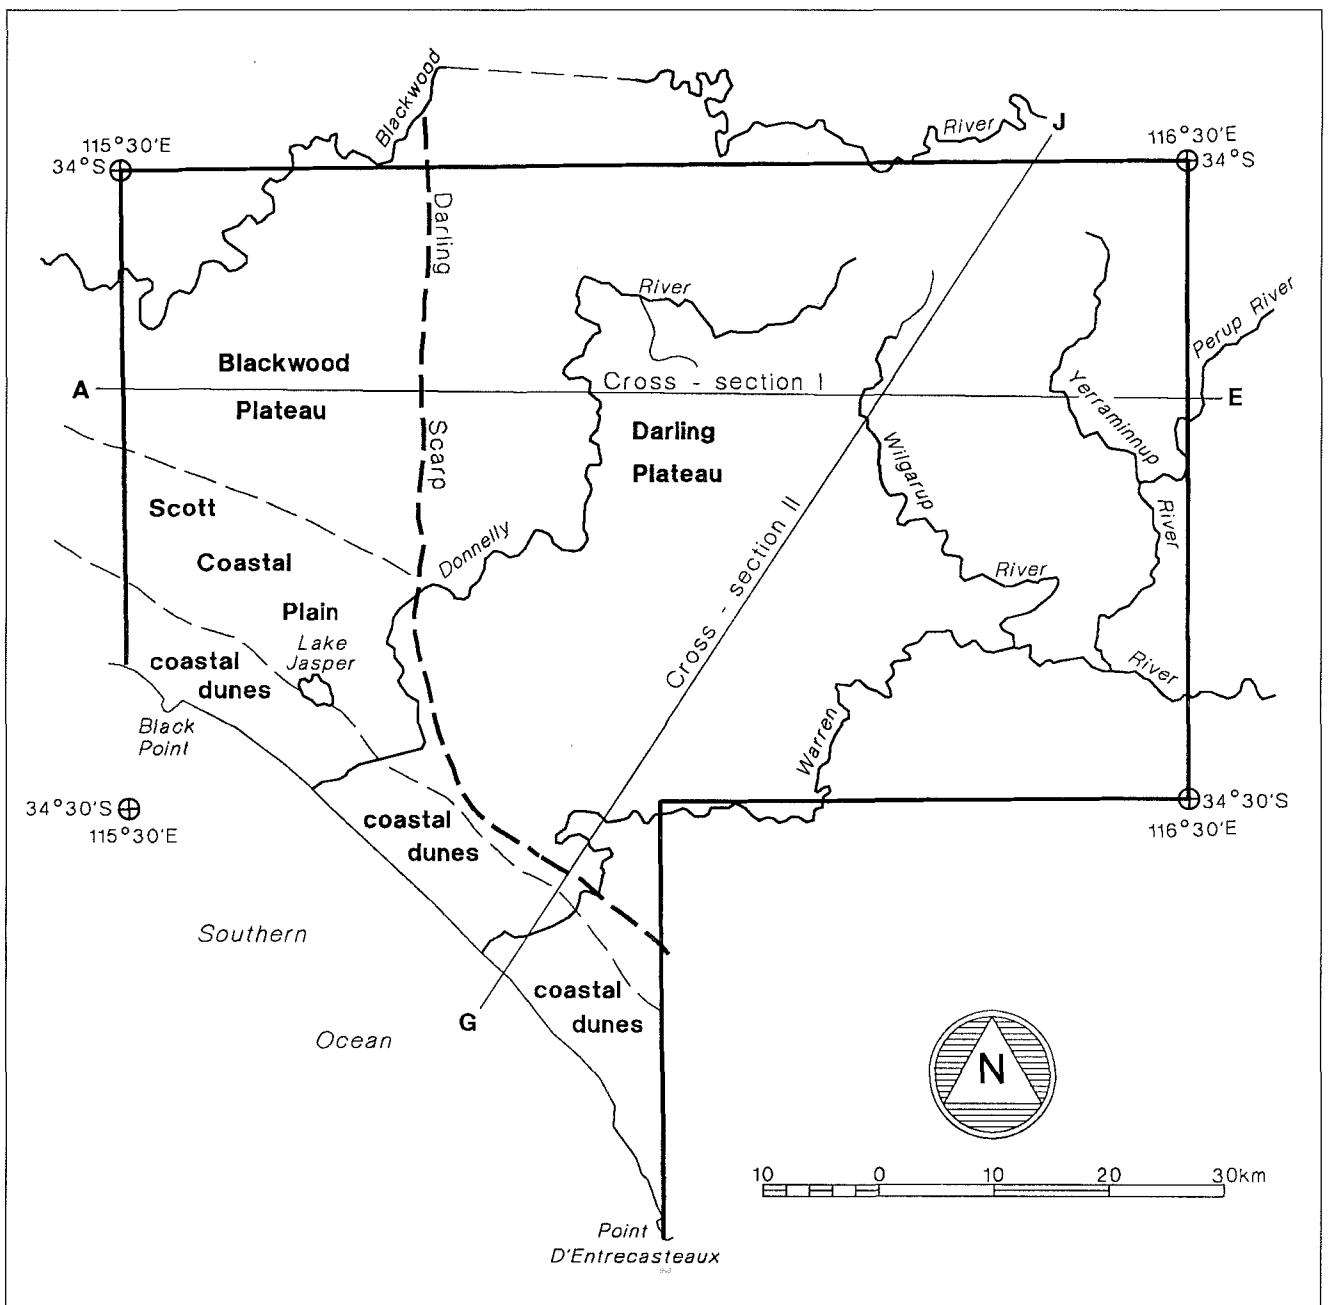 Blackwood
River
J
115°30'E
34°S
116°30'E
34°S
Darling
River
Perup River
Blackwood
Plateau
A
Cross - section I
E
Yerraminnup
Scarp
Darling
Plateau
Wilgarup
Scott
Coastal
Plain
Donnelly
Cross - section II
River
River
Lake
Jasper
coastal
dunes
River
Black
Point
Warren
34°30'S
115°30'E
34°30'S
116°30'E
coastal
dunes
Southern
Ocean
G
coastal
dunes
N
10 0 10 20 30km
Point
D'Entrecasteaux